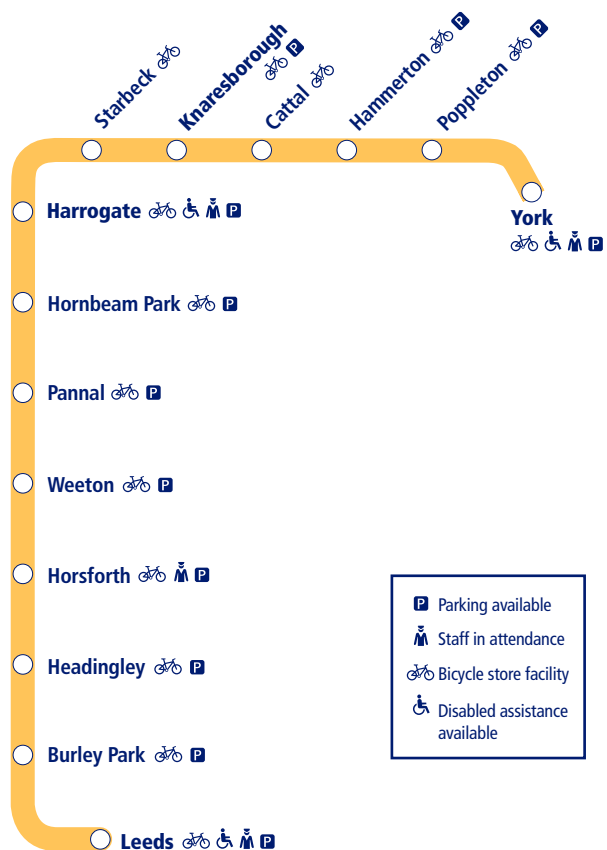 Starbeck
Knaresborough
P
Cattal
Hammerton P
Poppleton P
Harrogate P
York
P
Hornbeam Park P
Pannal P
Weeton P
Horsforth P
Headingley P
Burley Park P
Leeds P
P Parking available
Staff in attendance
Bicycle store facility
Disabled assistance
available